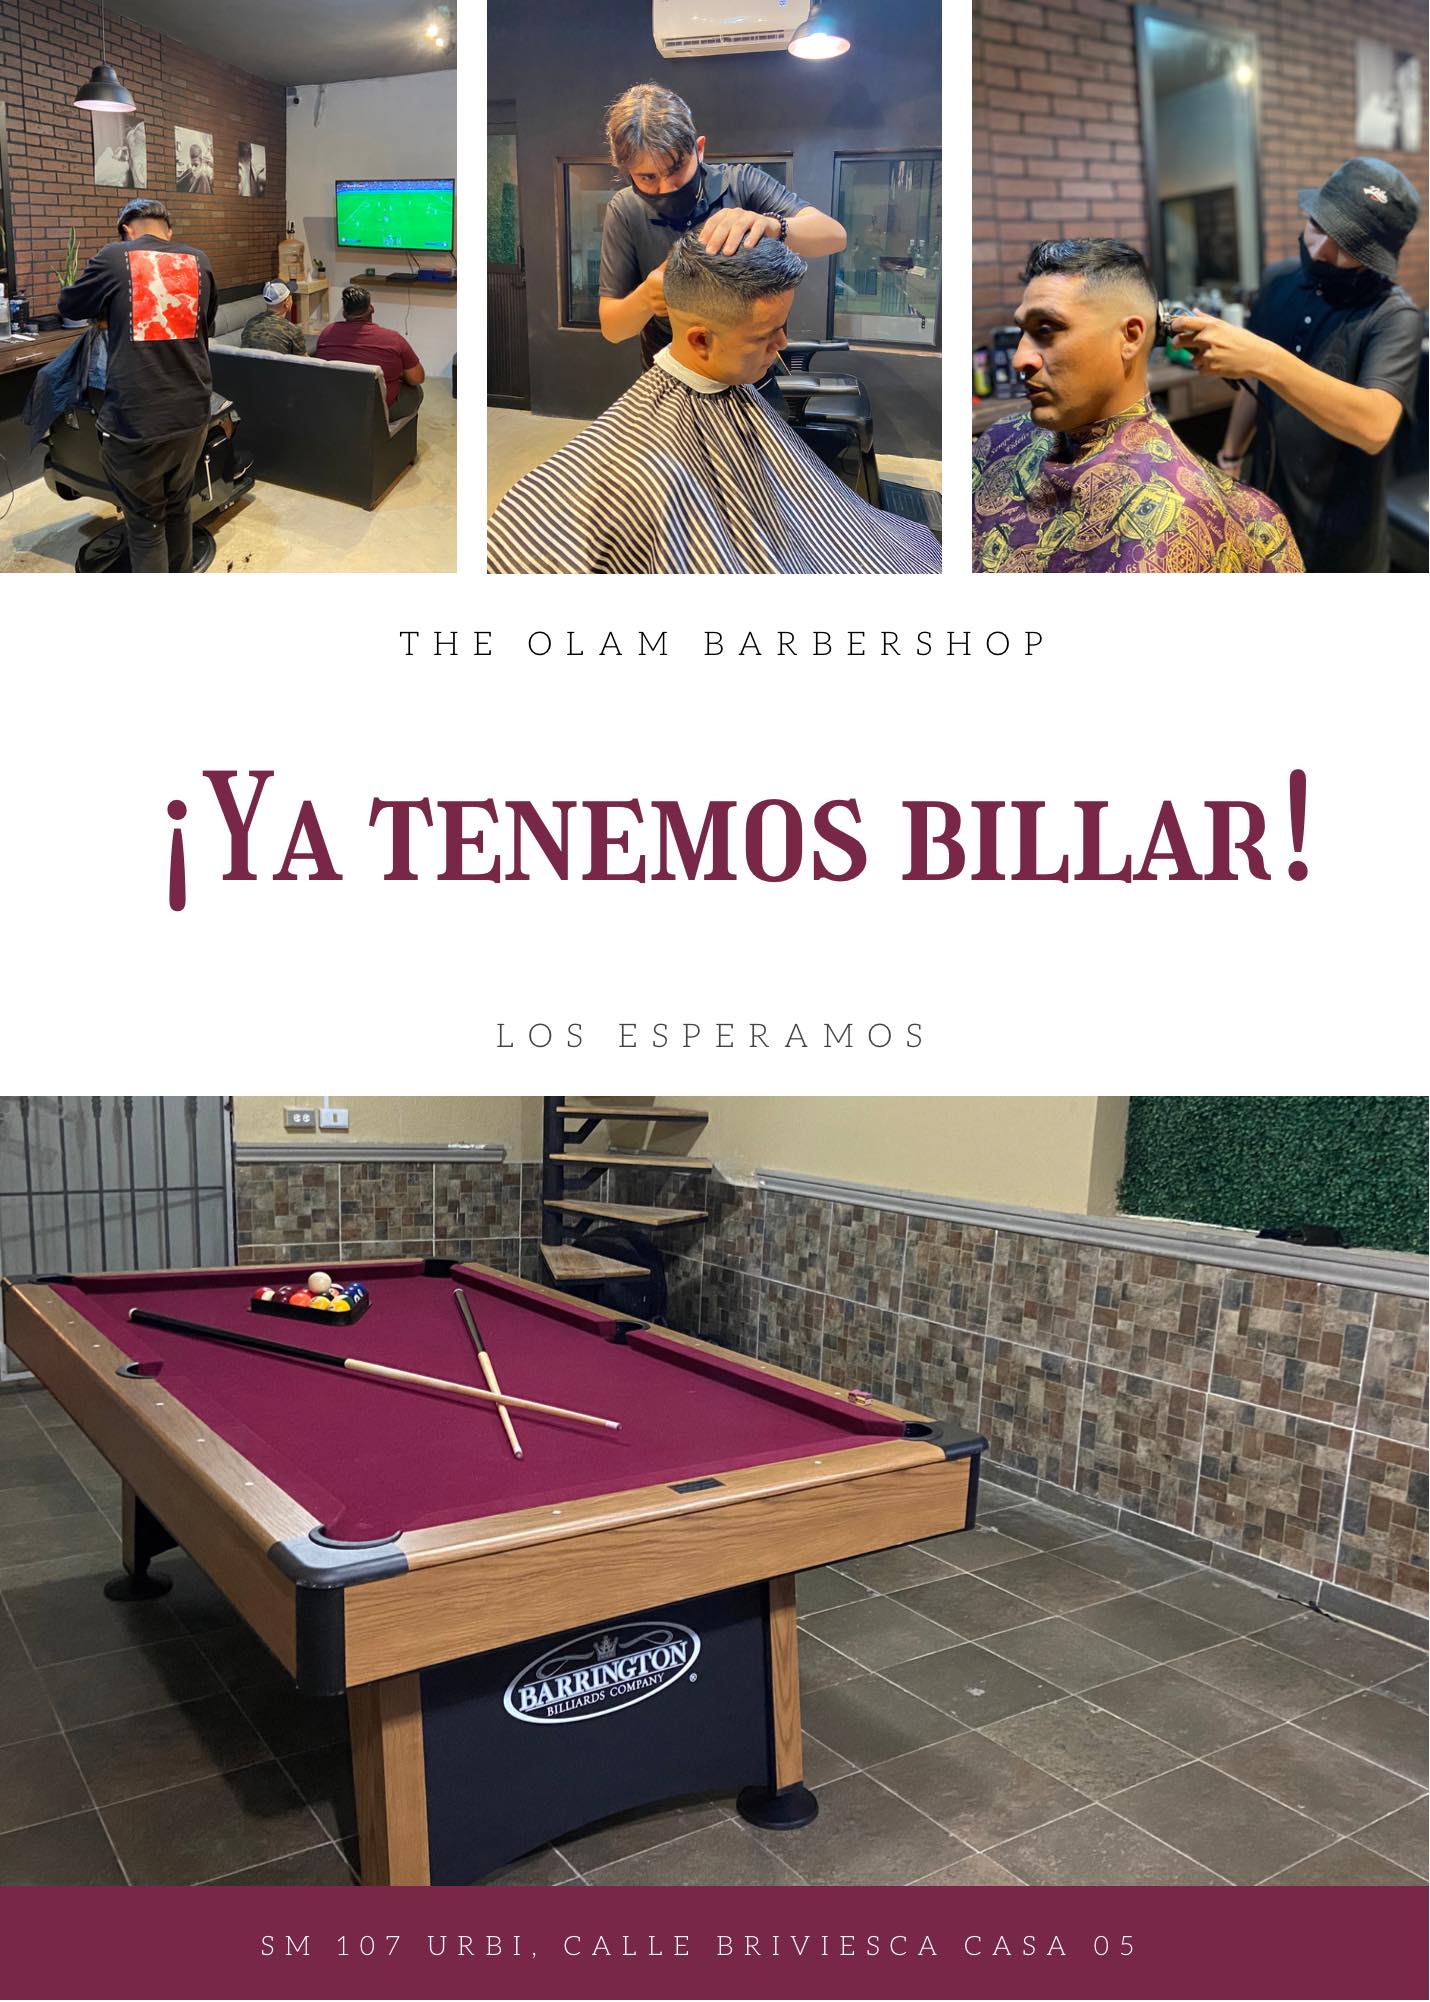 THE OLAM BARBERSHOP
¡YA TENEMOS BILLAR!
LOS ESPERAMOS
BARRINGTON
BILLIARDS COMPANY
®
SM 107 URBI, CALLE BRIVIESCA CASA 05